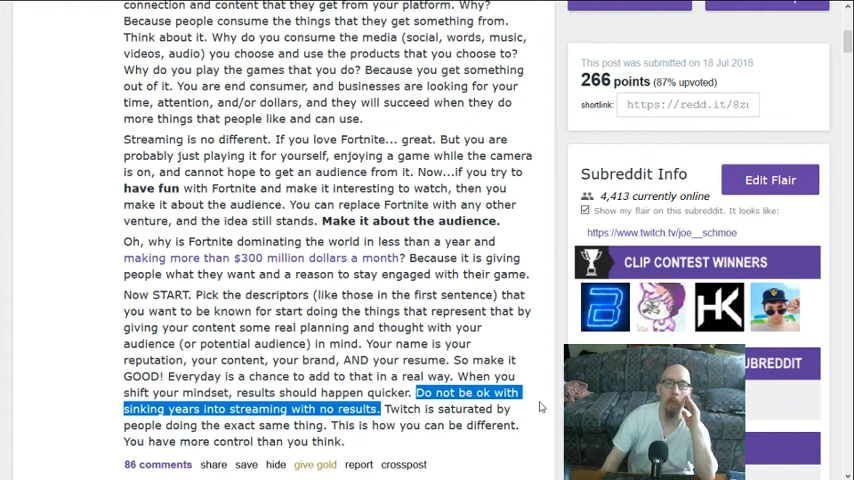 connection and content that they get from your platform. Why?
Because people consume the things that they get something from.
Think about it. Why do you consume the media (social, words, music,
videos, audio) you choose and use the products that you choose to?
Why do you play the games that you do? Because you get something
out of it. You are end consumer, and businesses are looking for your
time, attention, and/or dollars, and they will succeed when they do
more things that people like and can use.
Streaming is no different. If you love Fortnite... great. But you are
probably just playing it for yourself, enjoying a game while the camera
is on, and cannot hope to get an audience from it. Now...if you try to
have fun with Fortnite and make it interesting to watch, then you
make it about the audience. You can replace Fortnite with any other
venture, and the idea still stands. Make it about the audience.
Oh, why is Fortnite dominating the world in less than a year and
making more than $300 million dollars a month? Because it is giving
people what they want and a reason to stay engaged with their game.
Now START. Pick the descriptors (like those in the first sentence) that
you want to be known for start doing the things that represent that by
giving your content some real planning and thought with your
audience (or potential audience) in mind. Your name is your
reputation, your content, your brand, AND your resume. So make it
GOOD! Everyday is a chance to add to that in a real way. When you
shift your mindset, results should happen quicker. Do not be ok with
sinking years into streaming with no results. Twitch is saturated by
people doing the exact same thing. This is how you can be different.
You have more control than you think.
86 comments share save hide give gold report crosspost
This post was submitted on 18 Jul 2018
266 points (87% upvoted)
shortlink: https://redd.it/8zu
Subreddit Info
Edit Flair
4,413 currently online
Show my flair on this subreddit. It looks like:
https://www.twitch.tv/joe__schmoe
CLIP CONTEST WINNERS
HK
UBREDDIT